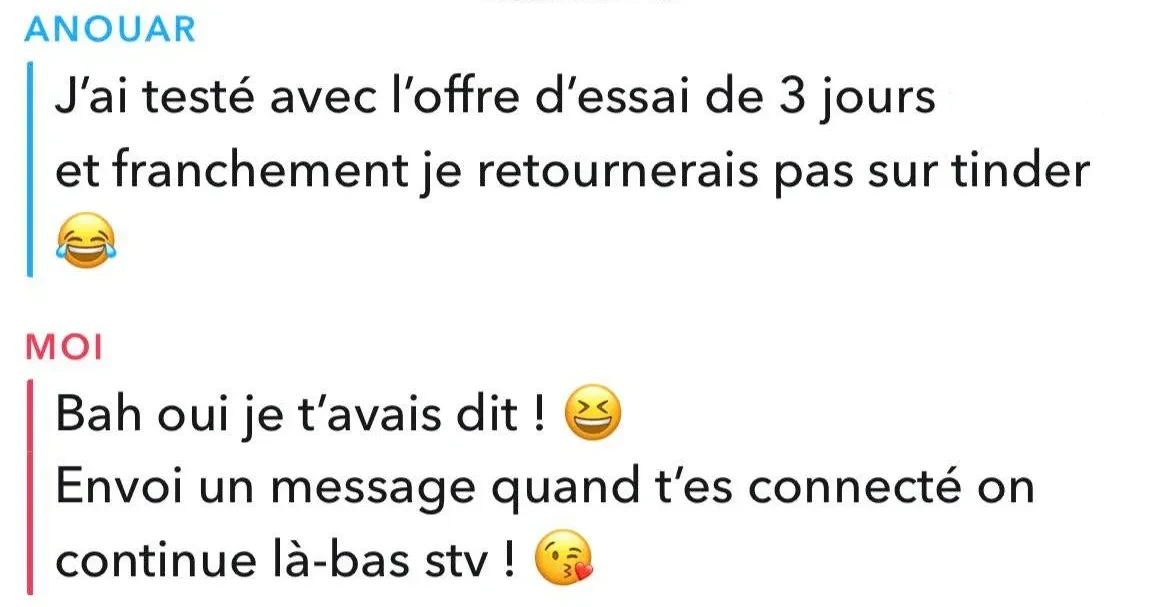 ANOUAR
J'ai testé avec l'offre d'essai de 3 jours
et franchement je retournerais pas sur tinder
😂
MOI
Bah oui je t'avais dit ! 😆
Envoi un message quand t'es connecté on
continue là-bas stv ! 😘